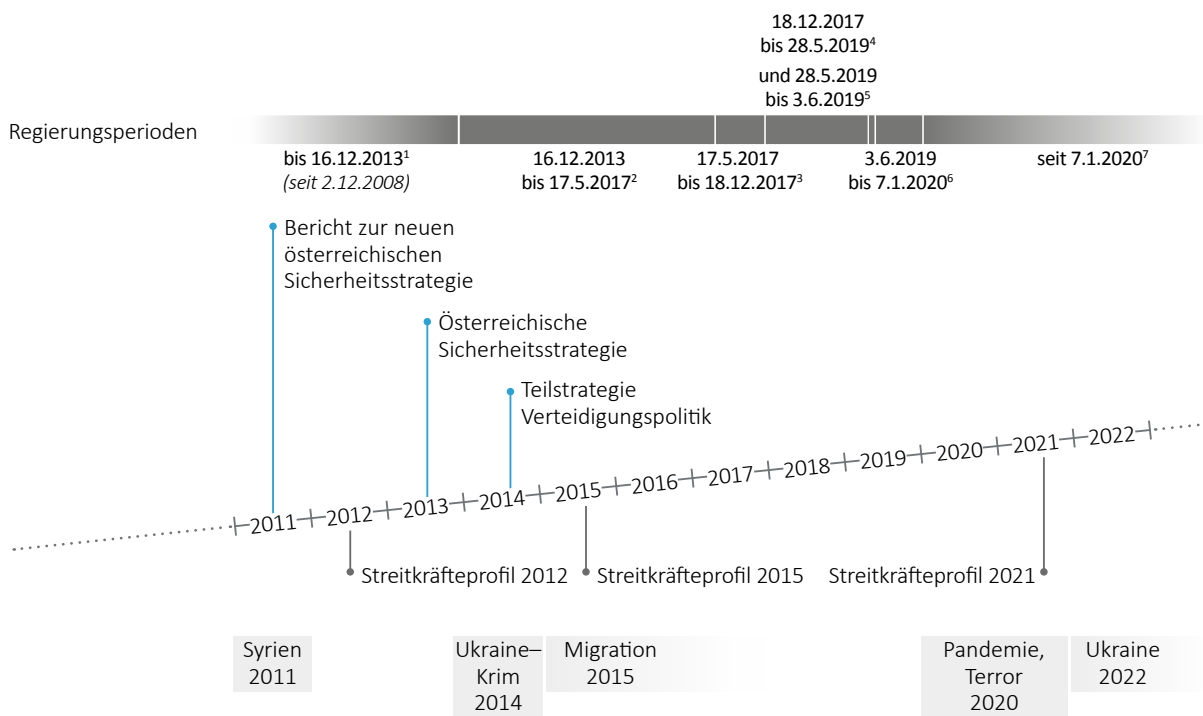 18.12.2017
bis 28.5.2019⁴
und 28.5.2019
bis 3.6.2019⁵
Regierungsperioden
bis 16.12.2013¹
(seit 2.12.2008)
16.12.2013
bis 17.5.2017²
17.5.2017
bis 18.12.2017³
3.6.2019
bis 7.1.2020⁶
seit 7.1.2020⁷
Bericht zur neuen
österreichischen
Sicherheitsstrategie
Österreichische
Sicherheitsstrategie
Teilstrategie
Verteidigungspolitik
2011
2012
2013
2014
2015
2016
2017
2018
2019
2020
2021
2022
Streitkräfteprofil 2012
Streitkräfteprofil 2015
Streitkräfteprofil 2021
Syrien
2011
Ukraine–
Krim
2014
Migration
2015
Pandemie,
Terror
2020
Ukraine
2022